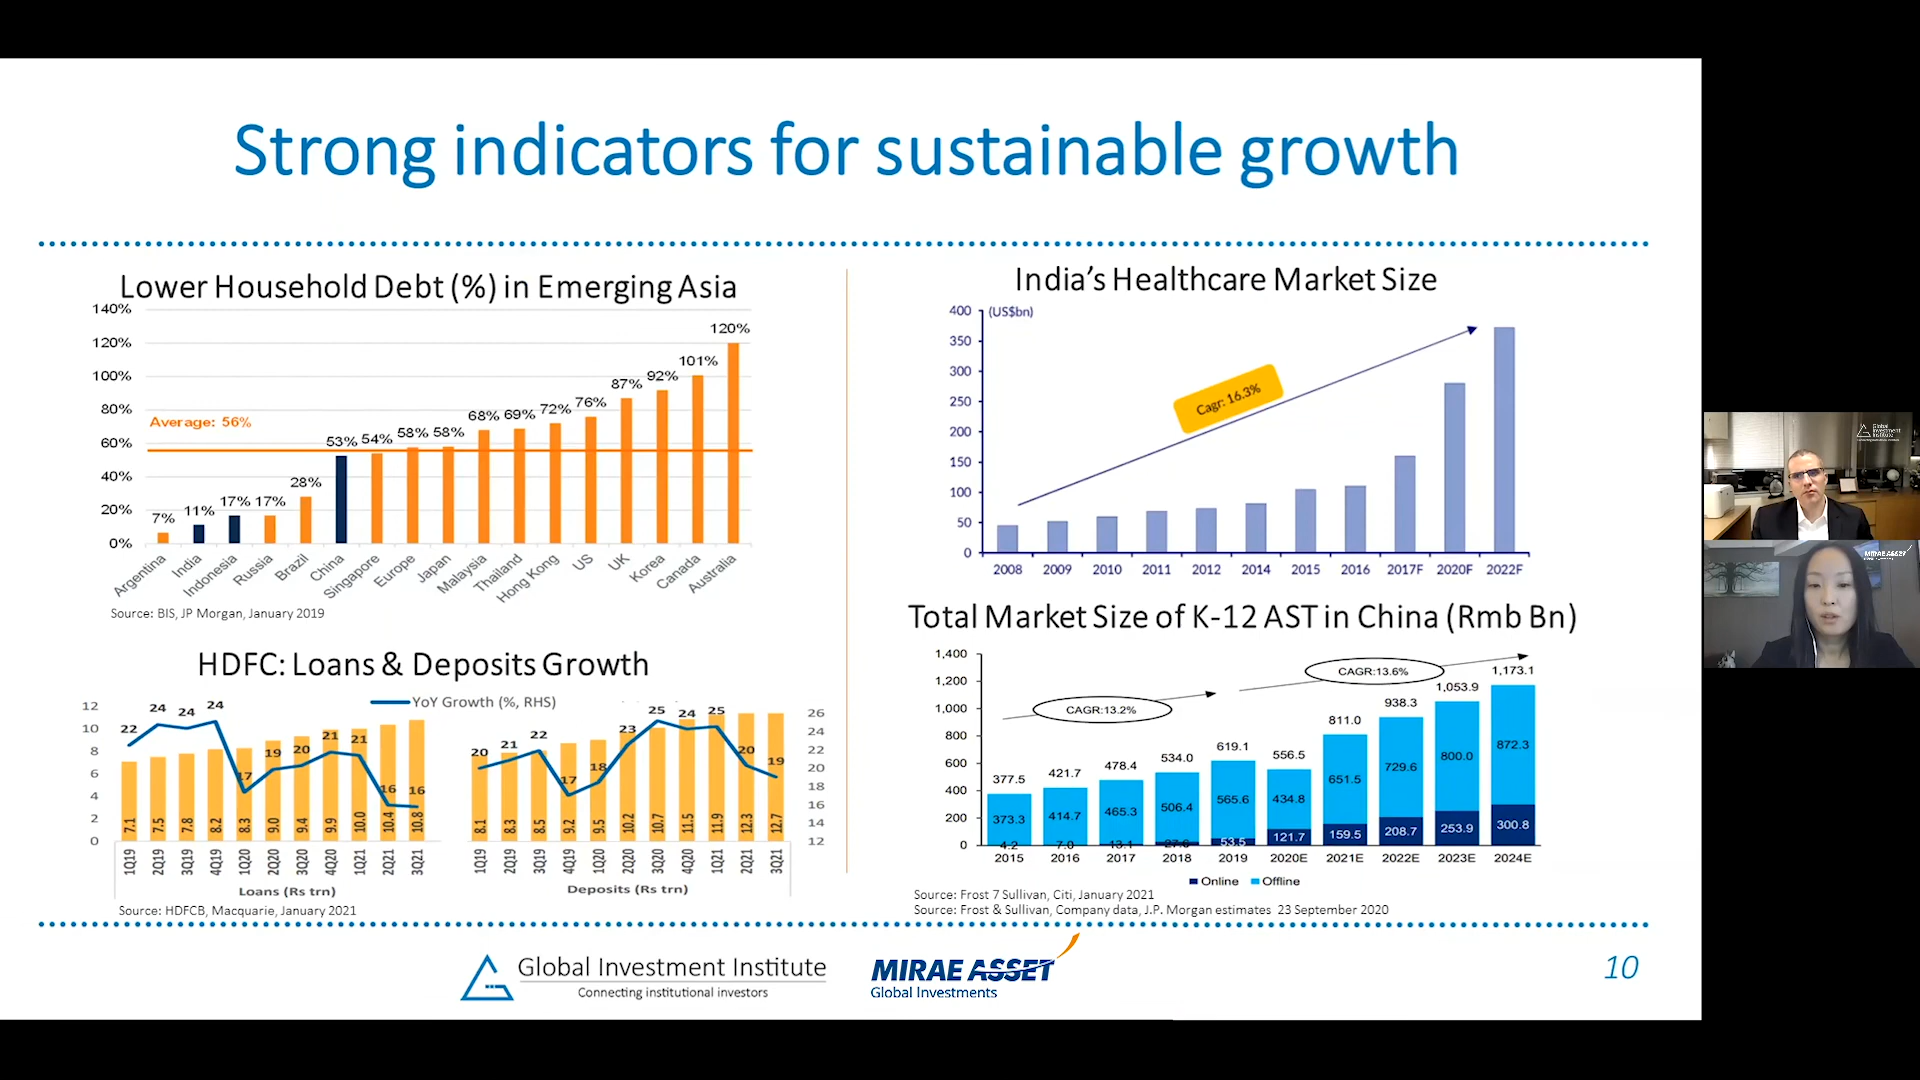 Strong indicators for sustainable growth
Lower Household Debt (%) in Emerging Asia
140%
120%
100%
80%
60%
40%
20%
0%
Average: 56%
7%
11%
17%
17%
28%
53%
54%
58%
58%
68%
69%
72%
76%
87%
92%
101%
120%
Argentina
India
Indonesia
Russia
Brazil
China
Singapore
Europe
Japan
Malaysia
Thailand
Hong Kong
US
UK
Korea
Canada
Australia
Source: BIS, JP Morgan, January 2019
HDFC: Loans & Deposits Growth
YoY Growth (%, RHS)
12
10
8
6
4
2
0
22
24
24
24
17
19
20
21
21
16
16
7.1
7.5
7.8
8.2
8.3
9.0
9.4
9.9
10.0
10.4
10.8
1Q19
2Q19
3Q19
4Q19
1Q20
2Q20
3Q20
4Q20
1Q21
2Q21
3Q21
Loans (Rs trn)
20
21
22
17
18
23
25
24
25
20
19
8.1
8.3
8.5
9.2
9.5
10.2
10.7
11.5
11.9
12.3
12.7
1Q19
2Q19
3Q19
4Q19
1Q20
2Q20
3Q20
4Q20
1Q21
2Q21
3Q21
Deposits (Rs trn)
26
24
22
20
18
16
14
12
Source: HDFCB, Macquarie, January 2021
India's Healthcare Market Size
(US$bn)
400
350
300
250
200
150
100
50
0
Cagr: 16.3%
2008
2009
2010
2011
2012
2014
2015
2016
2017F
2020F
2022F
Total Market Size of K-12 AST in China (Rmb Bn)
1,400
1,200
1,000
800
600
400
200
0
CAGR:13.2%
CAGR:13.6%
377.5
421.7
478.4
534.0
619.1
556.5
811.0
938.3
1,053.9
1,173.1
373.3
414.7
465.3
506.4
565.6
434.8
651.5
729.6
800.0
872.3
4.2
7.0
13.1
27.6
53.5
121.7
159.5
208.7
253.9
300.8
2015
2016
2017
2018
2019
2020E
2021E
2022E
2023E
2024E
Online
Offline
Source: Frost 7 Sullivan, Citi, January 2021
Source: Frost & Sullivan, Company data, J.P. Morgan estimates 23 September 2020
Global Investment Institute
Connecting institutional investors
MIRAE ASSET
Global Investments
10
Global
Investment
Institute
MIRAE ASSET